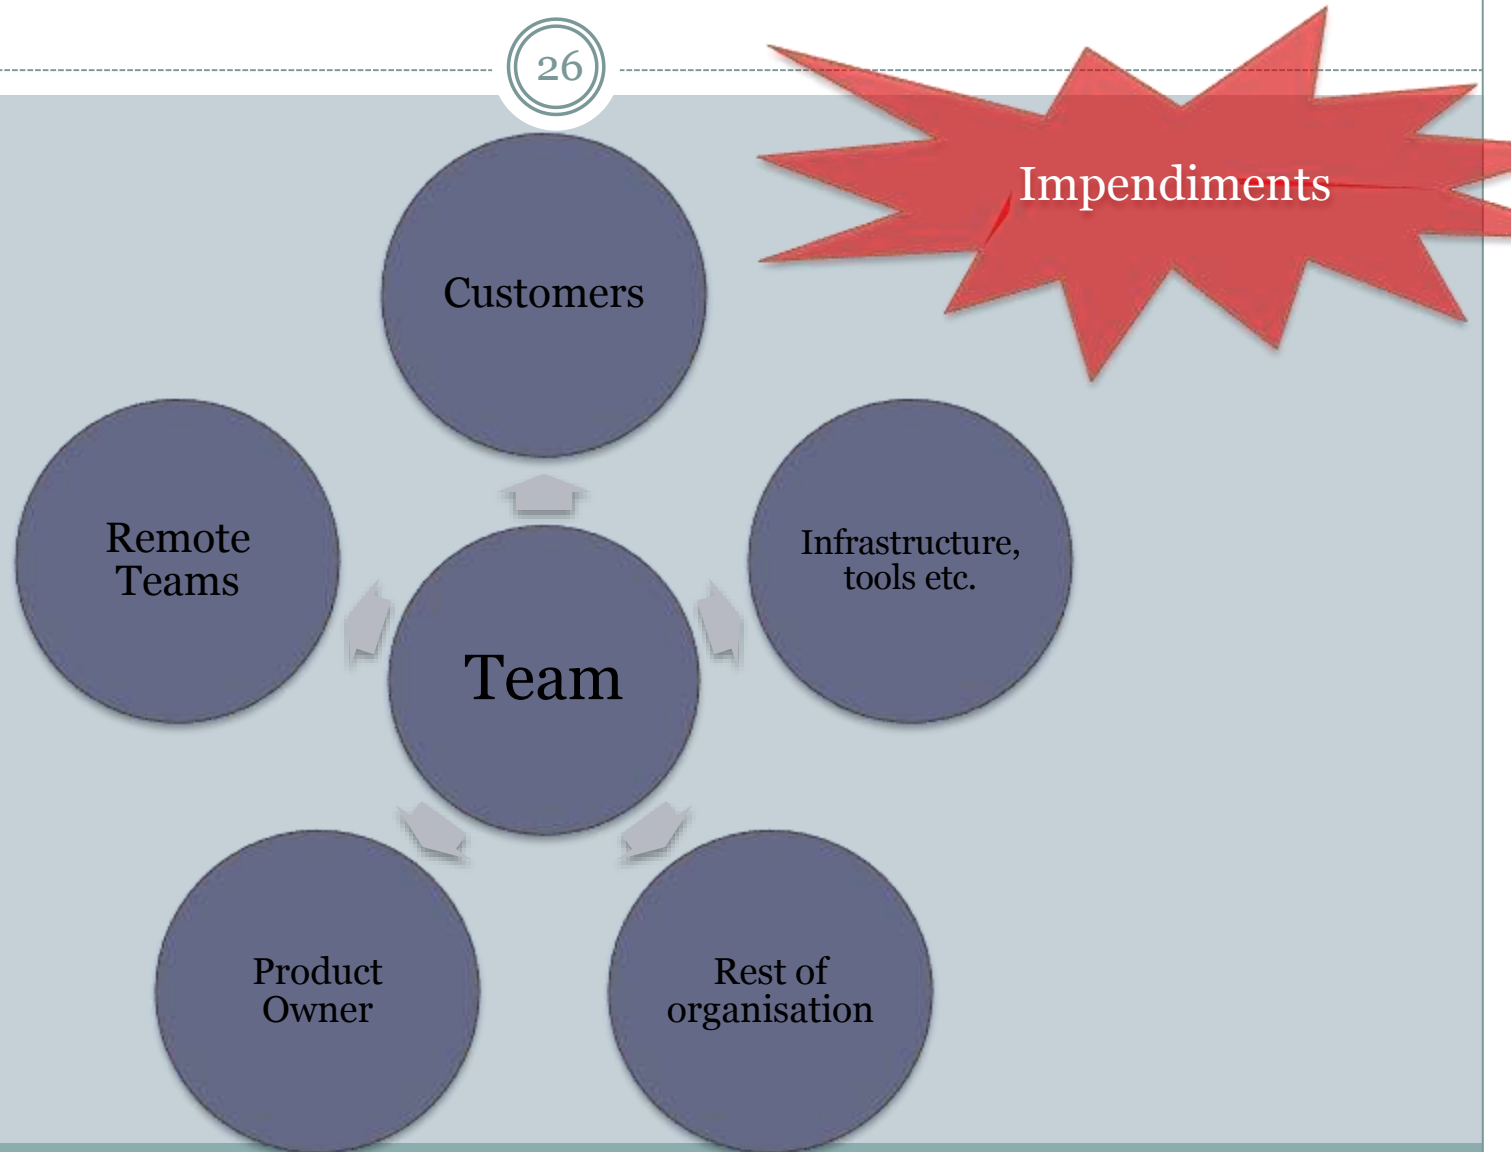 26
Impendiments
Customers
Remote
Teams
Infrastructure,
tools etc.
Team
Product
Owner
Rest of
organisation